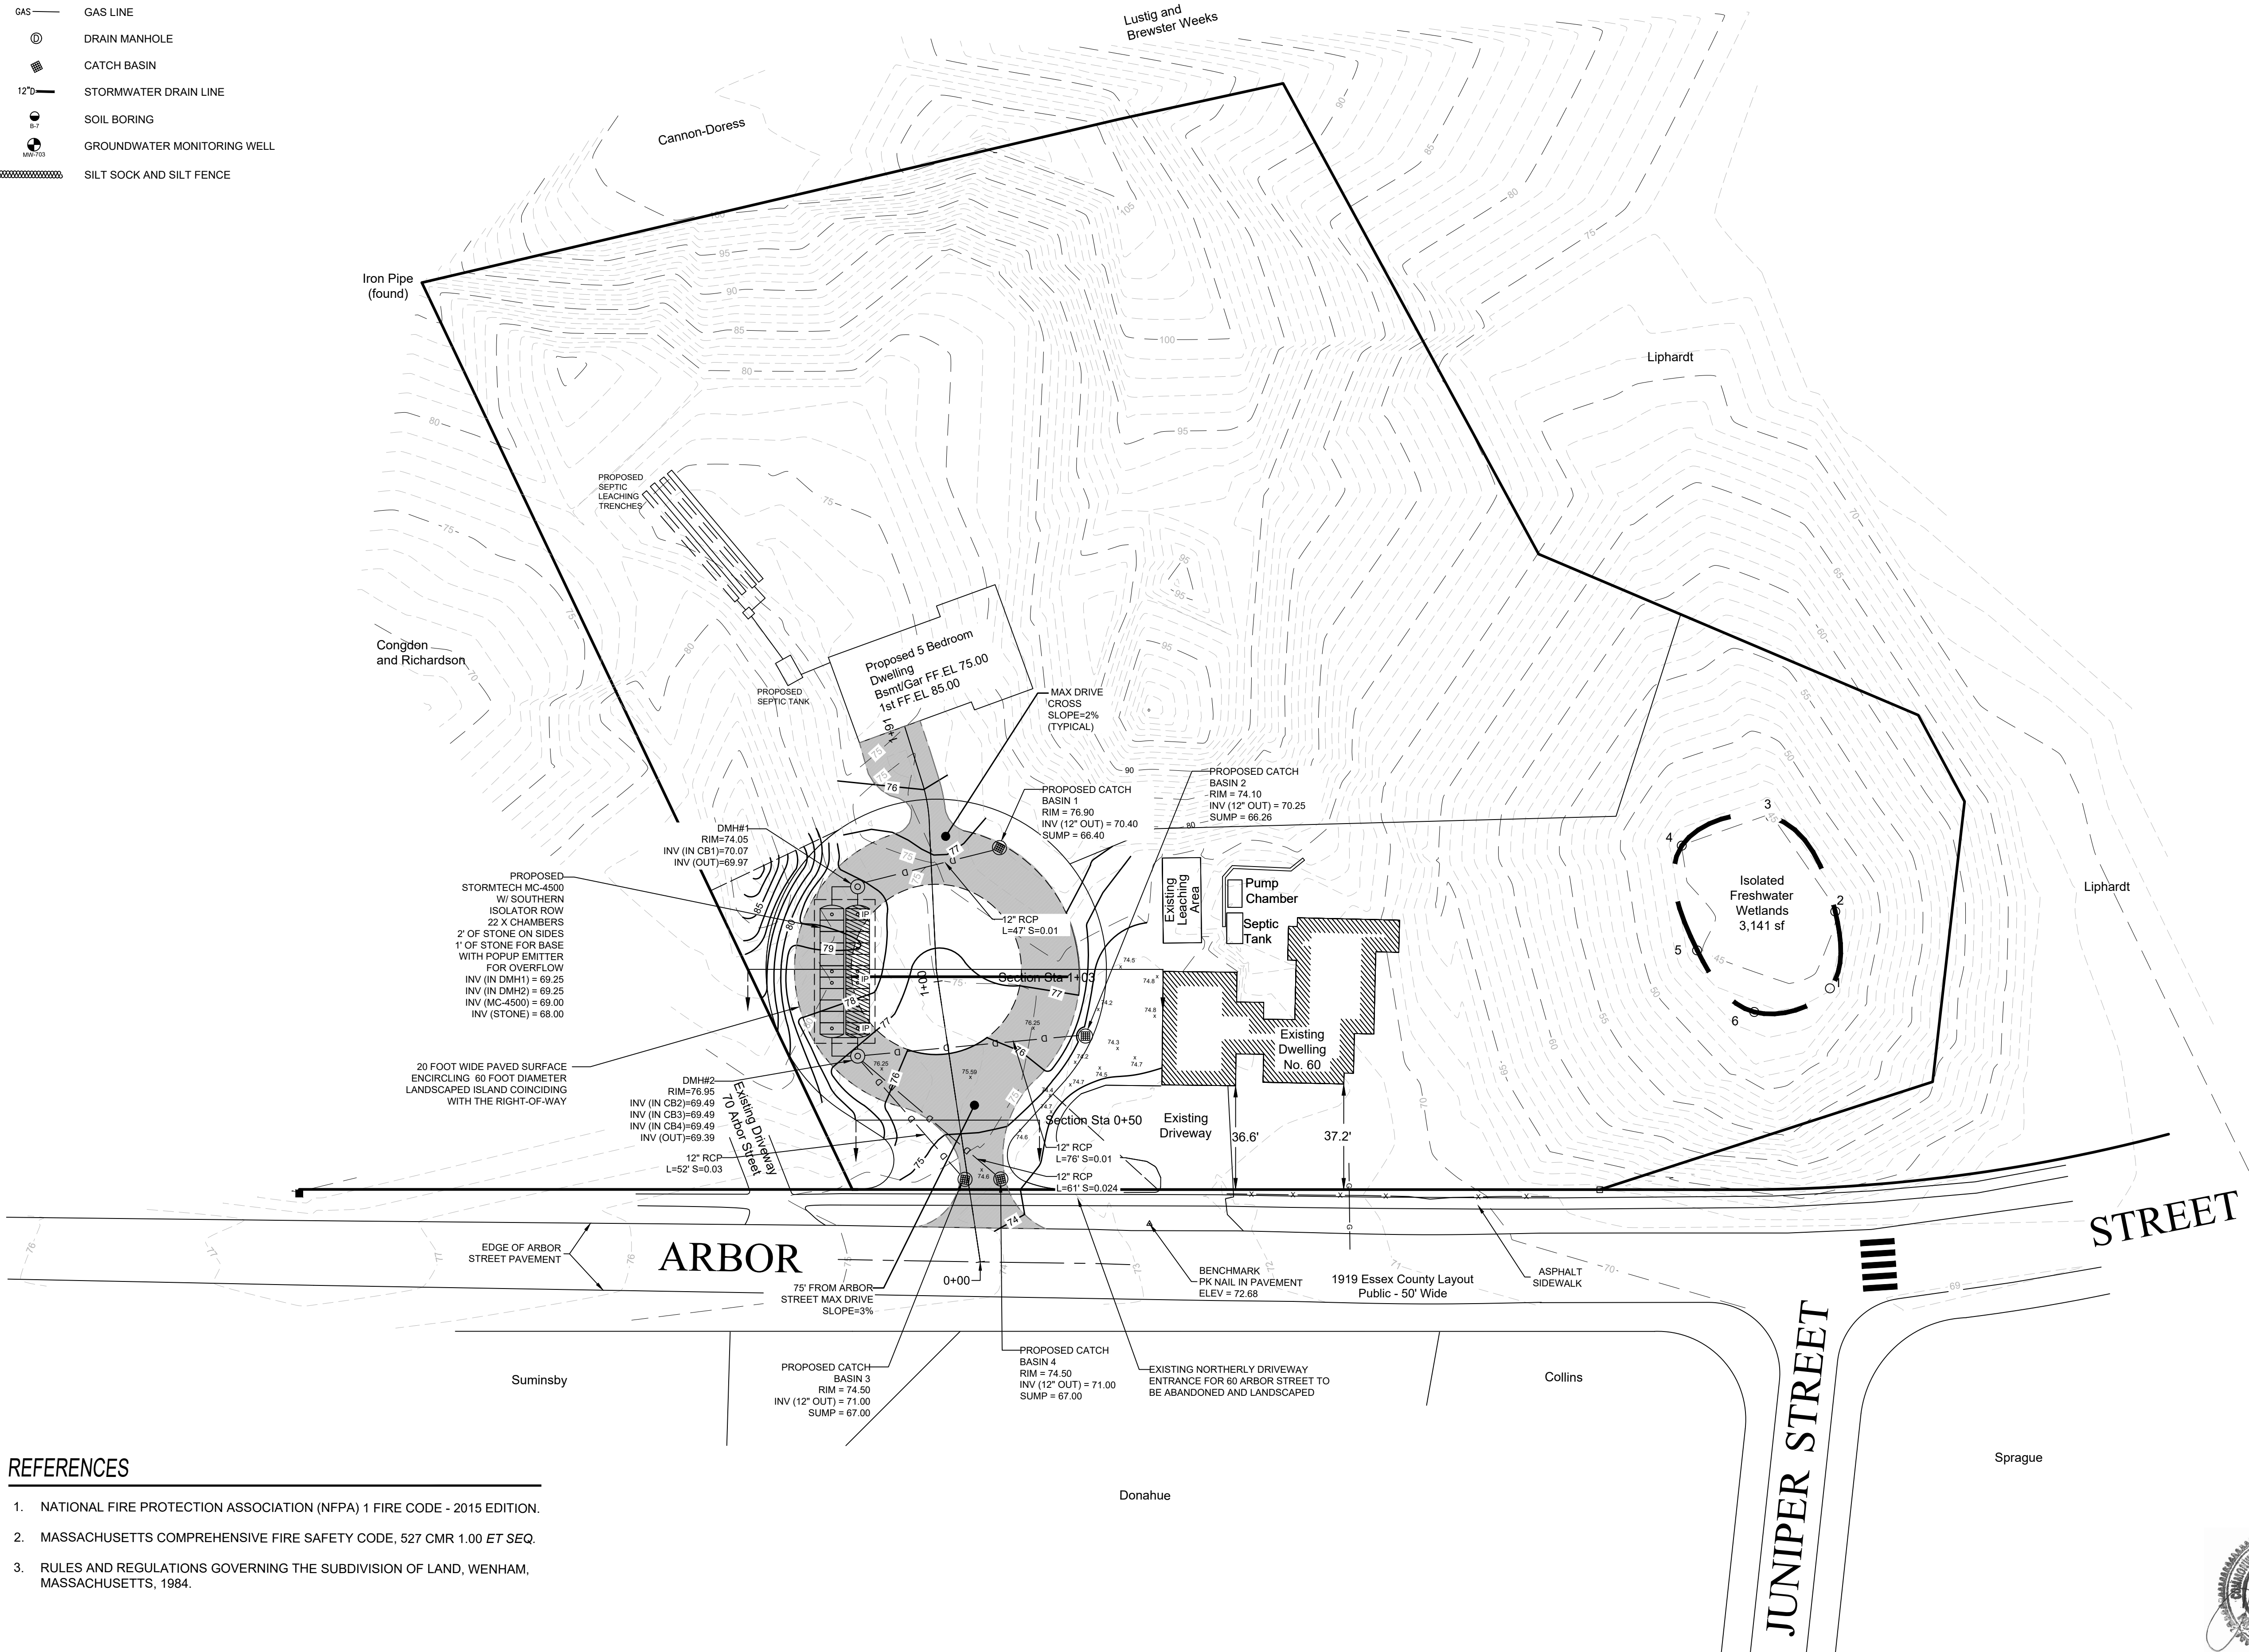 GAS
GAS LINE
D
DRAIN MANHOLE
CATCH BASIN
12"D
STORMWATER DRAIN LINE
B-7
SOIL BORING
MW-703
GROUNDWATER MONITORING WELL
SILT SOCK AND SILT FENCE
Lustig and
Brewster Weeks
Cannon-Doress
Iron Pipe
(found)
Liphardt
PROPOSED
SEPTIC
LEACHING
TRENCHES
Congdon
and Richardson
PROPOSED
SEPTIC TANK
Proposed 5 Bedroom
Dwelling
Bsmt/Gar FF.EL 75.00
1st FF.EL 85.00
1+91
MAX DRIVE
CROSS
SLOPE=2%
(TYPICAL)
PROPOSED CATCH
BASIN 1
RIM = 76.90
INV (12" OUT) = 70.40
SUMP = 66.40
PROPOSED CATCH
BASIN 2
RIM = 74.10
INV (12" OUT) = 70.25
SUMP = 66.26
DMH#1
RIM=74.05
INV (IN CB1)=70.07
INV (OUT)=69.97
PROPOSED
STORMTECH MC-4500
W/ SOUTHERN
ISOLATOR ROW
22 X CHAMBERS
2' OF STONE ON SIDES
1' OF STONE FOR BASE
WITH POPUP EMITTER
FOR OVERFLOW
INV (IN DMH1) = 69.25
INV (IN DMH2) = 69.25
INV (MC-4500) = 69.00
INV (STONE) = 68.00
20 FOOT WIDE PAVED SURFACE
ENCIRCLING 60 FOOT DIAMETER
LANDSCAPED ISLAND COINCIDING
WITH THE RIGHT-OF-WAY
DMH#2
RIM=76.95
INV (IN CB2)=69.49
INV (IN CB3)=69.49
INV (IN CB4)=69.49
INV (OUT)=69.39
12" RCP
L=52' S=0.03
Existing Driveway
70 Arbor Street
12" RCP
L=47' S=0.01
Section Sta 1+03
1+00
IP
IP
IP
Existing
Leaching
Area
Pump
Chamber
Septic
Tank
Existing
Dwelling
No. 60
Section Sta 0+50
Existing
Driveway
36.6'
37.2'
12" RCP
L=76' S=0.01
12" RCP
L=61' S=0.024
Isolated
Freshwater
Wetlands
3,141 sf
1
2
3
4
5
6
Liphardt
EDGE OF ARBOR
STREET PAVEMENT
ARBOR
STREET
0+00
75' FROM ARBOR
STREET MAX DRIVE
SLOPE=3%
BENCHMARK
PK NAIL IN PAVEMENT
ELEV = 72.68
1919 Essex County Layout
Public - 50' Wide
ASPHALT
SIDEWALK
Suminsby
PROPOSED CATCH
BASIN 3
RIM = 74.50
INV (12" OUT) = 71.00
SUMP = 67.00
PROPOSED CATCH
BASIN 4
RIM = 74.50
INV (12" OUT) = 71.00
SUMP = 67.00
EXISTING NORTHERLY DRIVEWAY
ENTRANCE FOR 60 ARBOR STREET TO
BE ABANDONED AND LANDSCAPED
Collins
Donahue
Sprague
JUNIPER STREET
REFERENCES
1. NATIONAL FIRE PROTECTION ASSOCIATION (NFPA) 1 FIRE CODE - 2015 EDITION.
2. MASSACHUSETTS COMPREHENSIVE FIRE SAFETY CODE, 527 CMR 1.00 ET SEQ.
3. RULES AND REGULATIONS GOVERNING THE SUBDIVISION OF LAND, WENHAM,
MASSACHUSETTS, 1984.